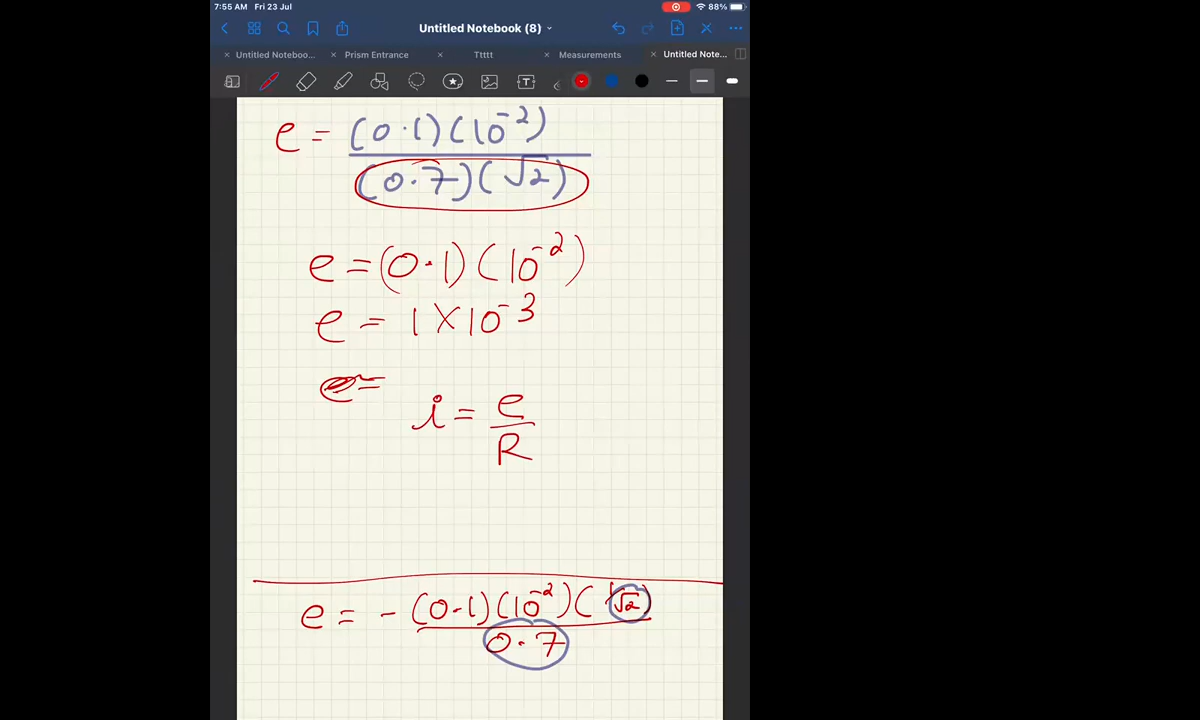 7:55 AM Fri 23 Jul 88%
Untitled Notebook (8)
Untitled Noteboo... Prism Entrance Ttttt Measurements Untitled Note...
e = (0.1)(10^-2) / (0.7)(√2)
e = (0.1)(10^-2)
e = 1 × 10^-3
e =
i = e / R
e = - (0.1)(10^-2)(1/√2) / 0.7